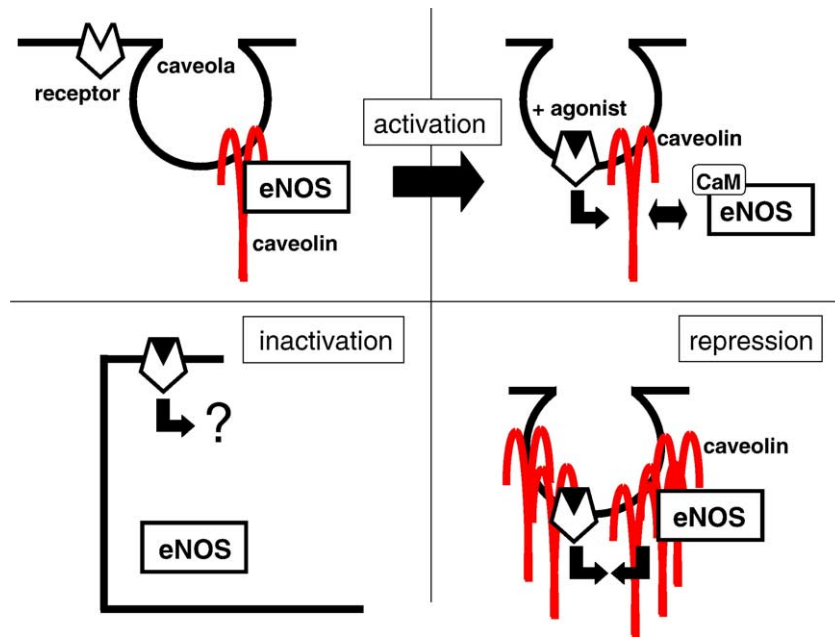 caveola
receptor
eNOS
caveolin
activation
+ agonist
caveolin
CaM
eNOS
inactivation
?
eNOS
repression
caveolin
eNOS